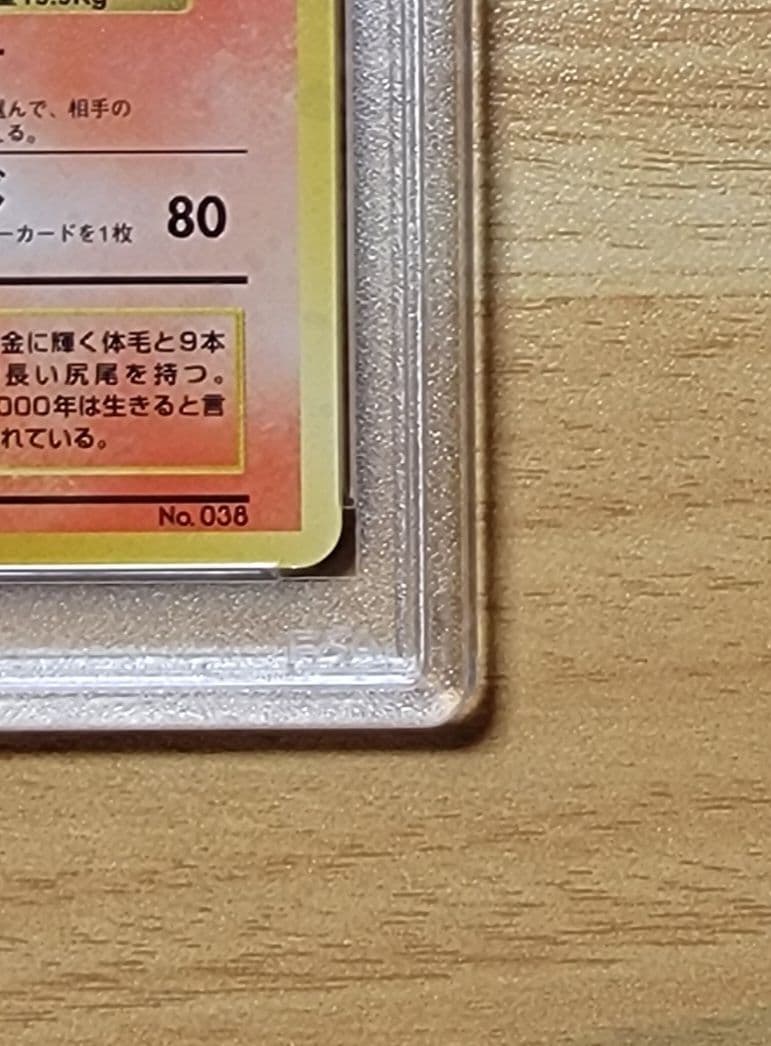 選んで、相手の
える。
ーカードを1枚
80
金に輝く体毛と9本
長い尻尾を持つ。
000年は生きると言
れている。
No. 038
PSA